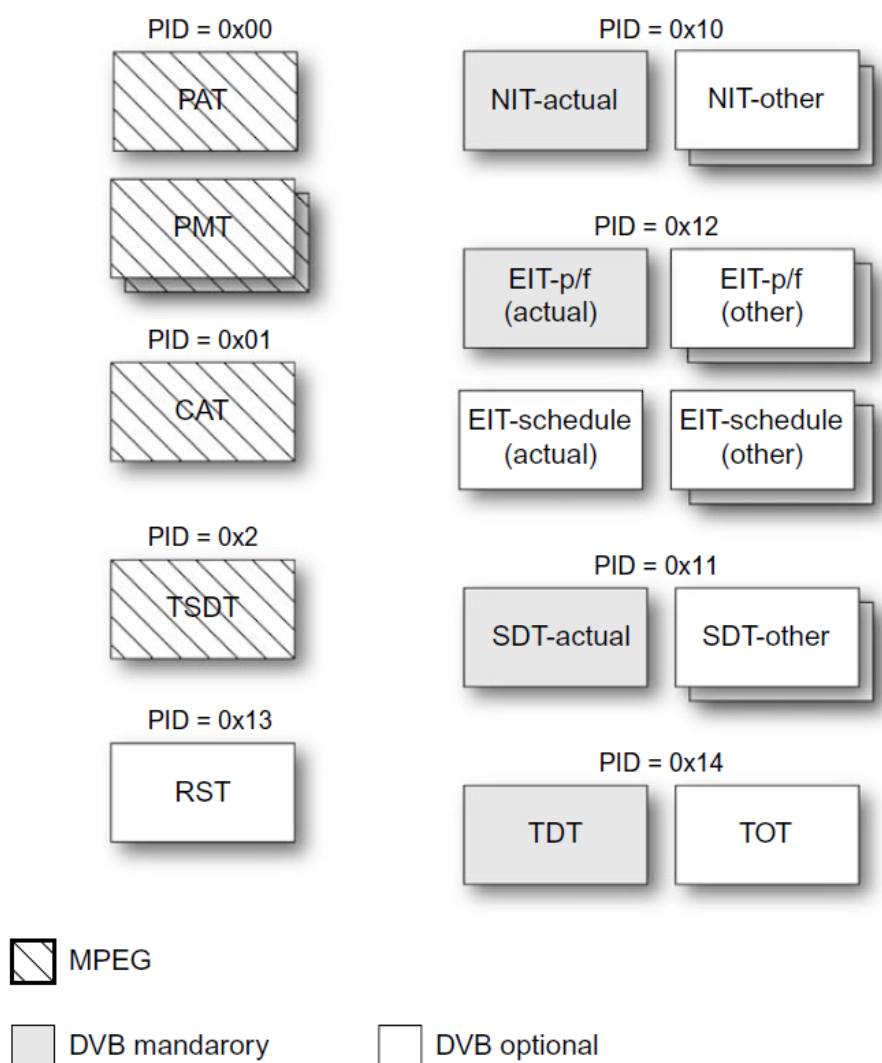 PID = 0x00
PAT
PMT
PID = 0x01
CAT
PID = 0x2
TSDT
PID = 0x13
RST
PID = 0x10
NIT-actual
NIT-other
PID = 0x12
EIT-p/f
(actual)
EIT-p/f
(other)
EIT-schedule
(actual)
EIT-schedule
(other)
PID = 0x11
SDT-actual
SDT-other
PID = 0x14
TDT
TOT
MPEG
DVB mandarory
DVB optional